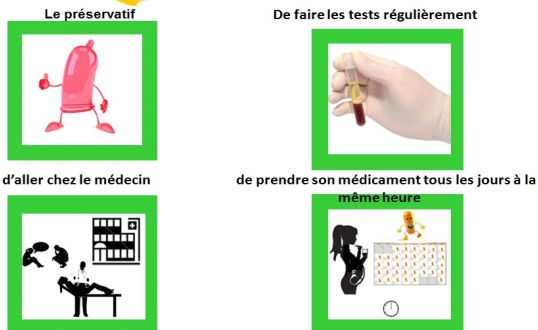 Le préservatif
De faire les tests régulièrement
d'aller chez le médecin
de prendre son médicament tous les jours à la
même heure